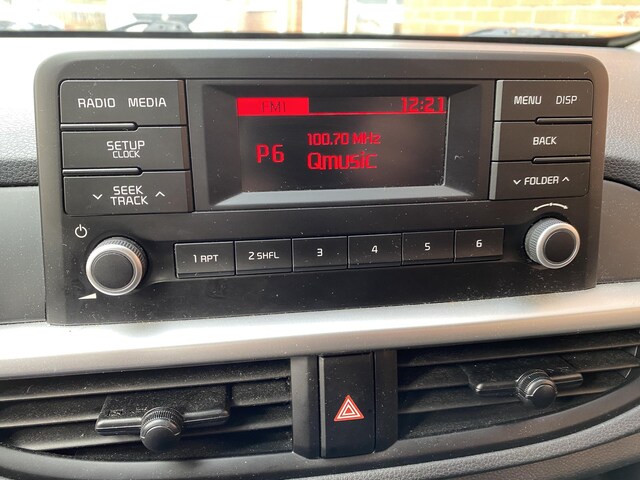 RADIO MEDIA
SETUP
CLOCK
SEEK
TRACK
FM1 12:21
100.70 MHz
P6 Qmusic
MENU DISP
BACK
FOLDER
1 RPT 2 SHFL 3 4 5 6